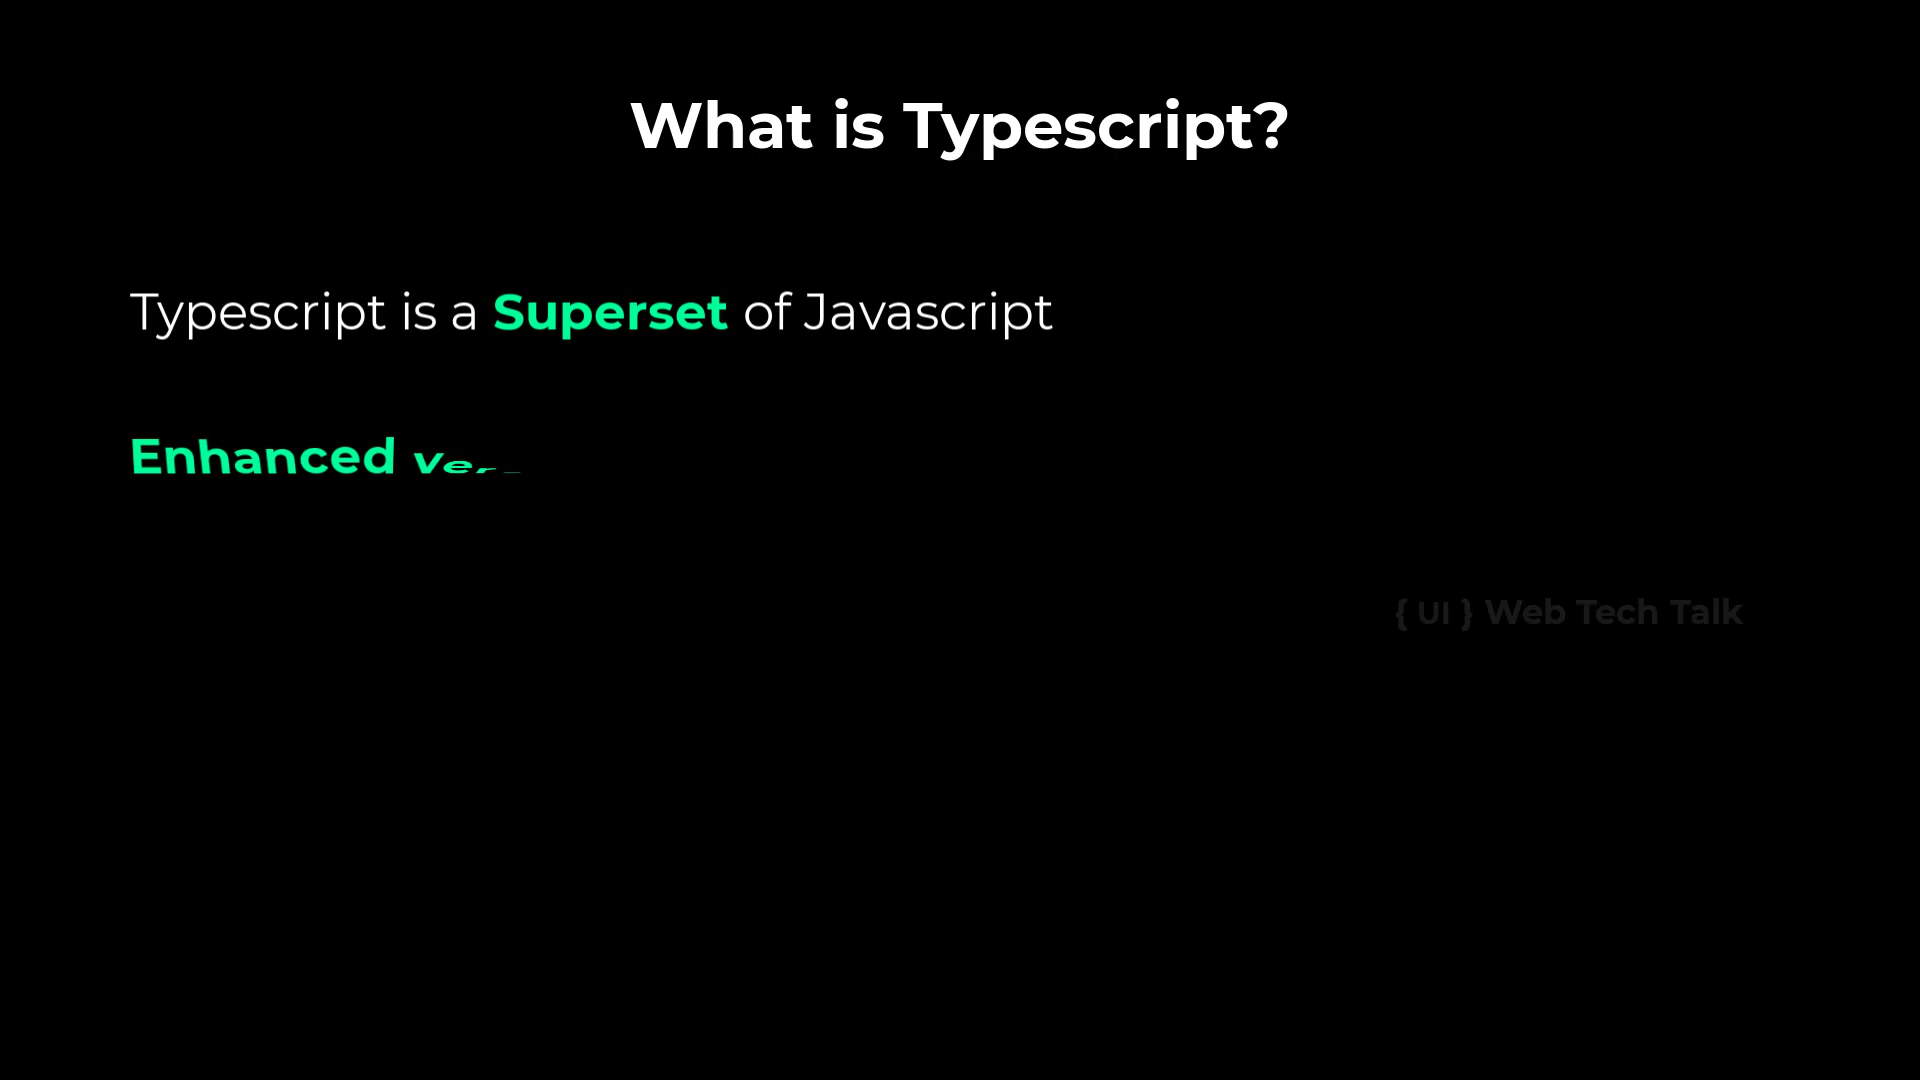 What is Typescript?
Typescript is a Superset of Javascript
Enhanced
{ UI } Web Tech Talk